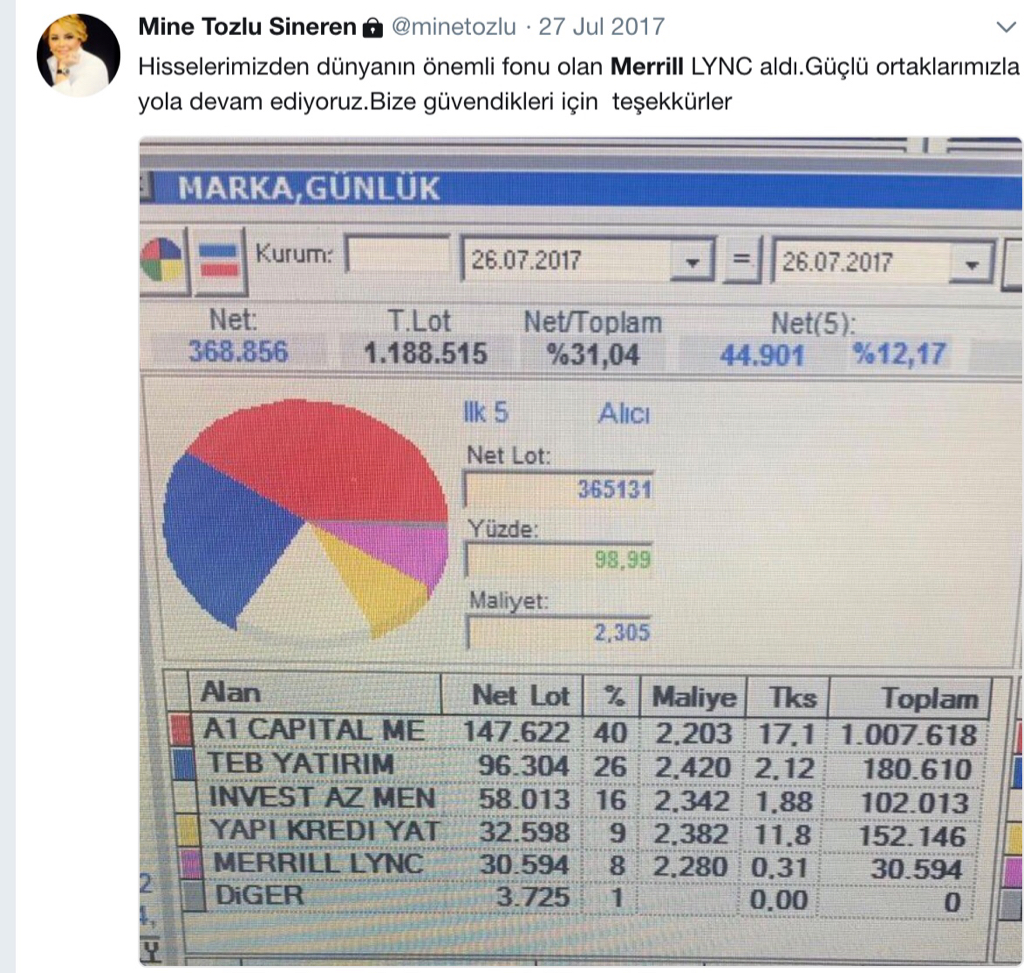 Mine Tozlu Sineren @minetozlu · 27 Jul 2017
Hisselerimizden dünyanın önemli fonu olan Merrill LYNC aldı.Güçlü ortaklarımızla
yola devam ediyoruz.Bize güvendikleri için teşekkürler
MARKA,GÜNLÜK
Kurum: 26.07.2017 = 26.07.2017
Net: T.Lot Net/Toplam Net(5):
368.856 1.188.515 %31,04 44.901 %12,17
Ilk 5 Alıcı
Net Lot:
365131
Yüzde:
98,99
Maliyet:
2,305
Alan Net Lot % Maliye Tks Toplam
A1 CAPITAL ME 147.622 40 2,203 17,1 1.007.618
TEB YATIRIM 96.304 26 2,420 2,12 180.610
INVEST AZ MEN 58.013 16 2,342 1,88 102.013
YAPI KREDI YAT 32.598 9 2,382 11,8 152.146
MERRILL LYNC 30.594 8 2,280 0,31 30.594
DiĞER 3.725 1 0,00 0
2
4,